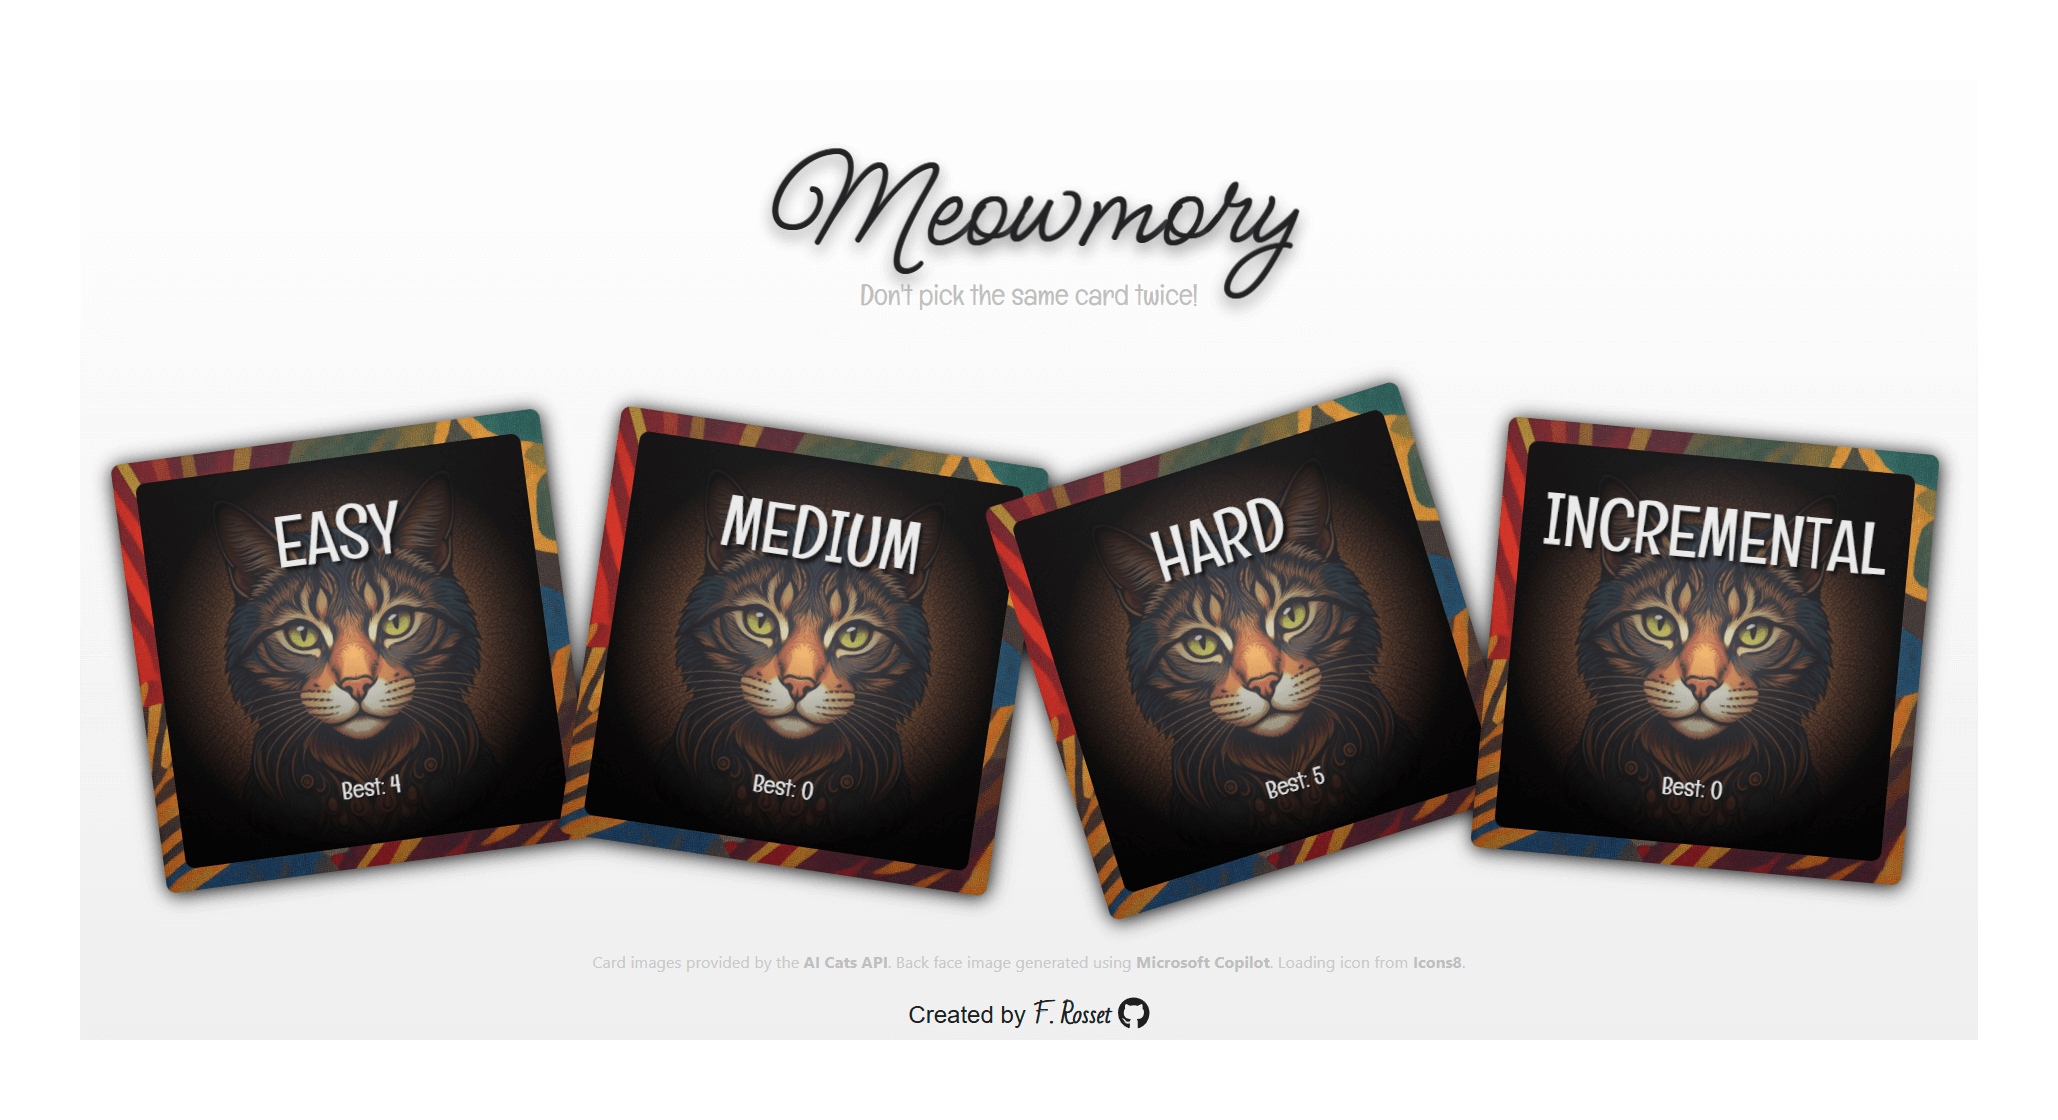 Meowmory
Don't pick the same card twice!
EASY
Best: 4
MEDIUM
Best: 0
HARD
Best: 5
INCREMENTAL
Best: 0
Card images provided by the AI Cats API. Back face image generated using Microsoft Copilot. Loading icon from Icons8.
Created by F. Rosset